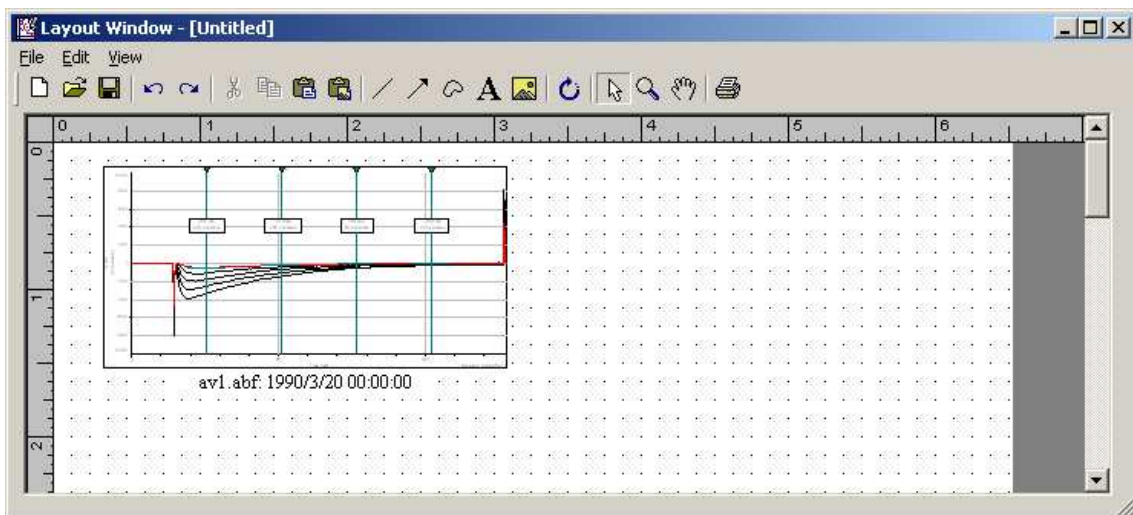 Layout Window - [Untitled]
File Edit View
A
0 1 2 3 4 5 6
0
1
2
av1.abf: 1990/3/20 00:00:00